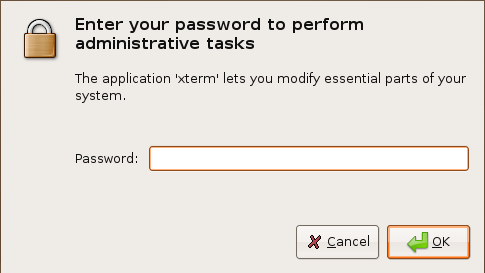 Enter your password to perform
administrative tasks
The application 'xterm' lets you modify essential parts of your
system.
Password:
Cancel
OK